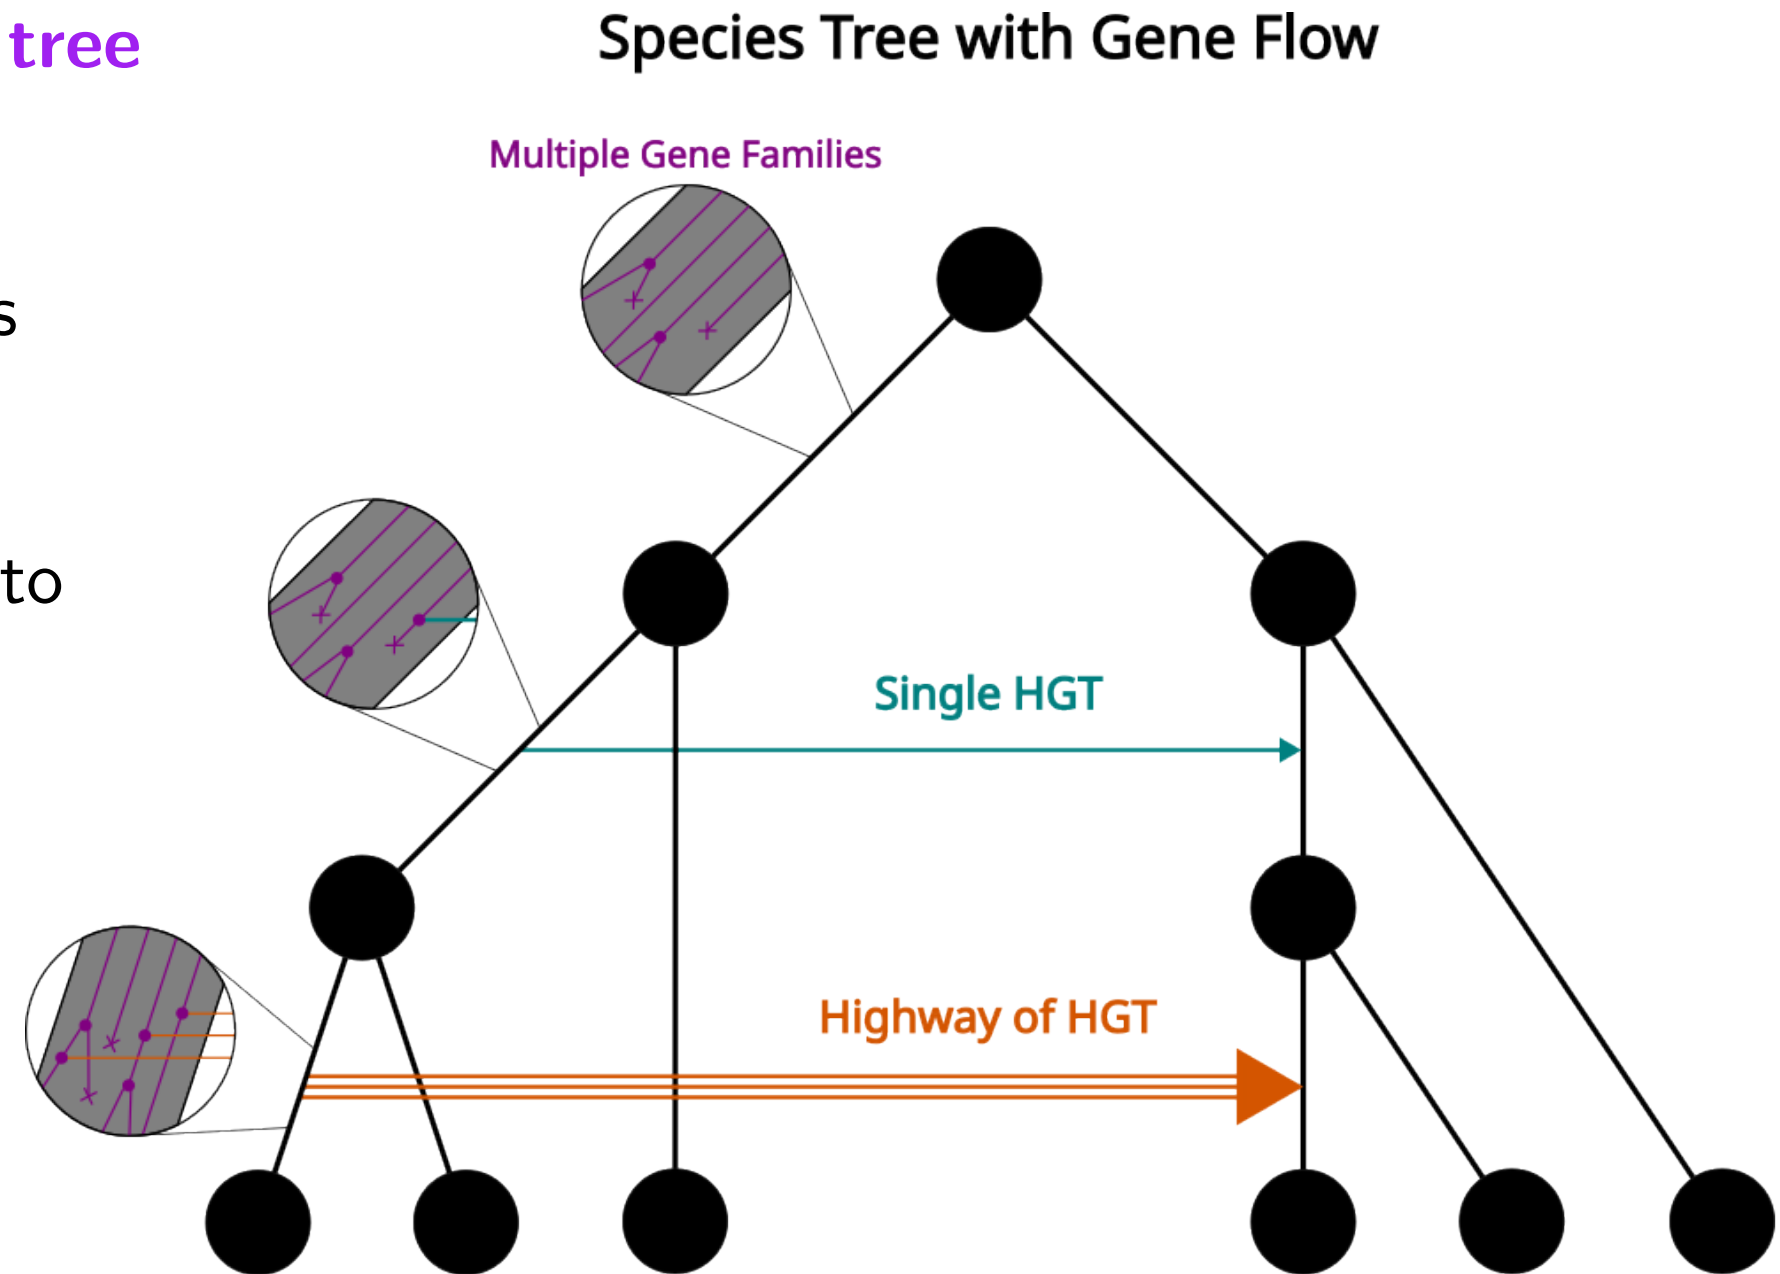 tree
Species Tree with Gene Flow
Multiple Gene Families
s
to
Single HGT
Highway of HGT